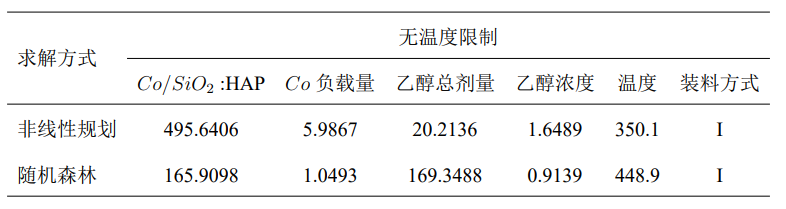 求解方式 无温度限制
Co/SiO₂ :HAP Co 负载量 乙醇总剂量 乙醇浓度 温度 装料方式
非线性规划 495.6406 5.9867 20.2136 1.6489 350.1 I
随机森林 165.9098 1.0493 169.3488 0.9139 448.9 I